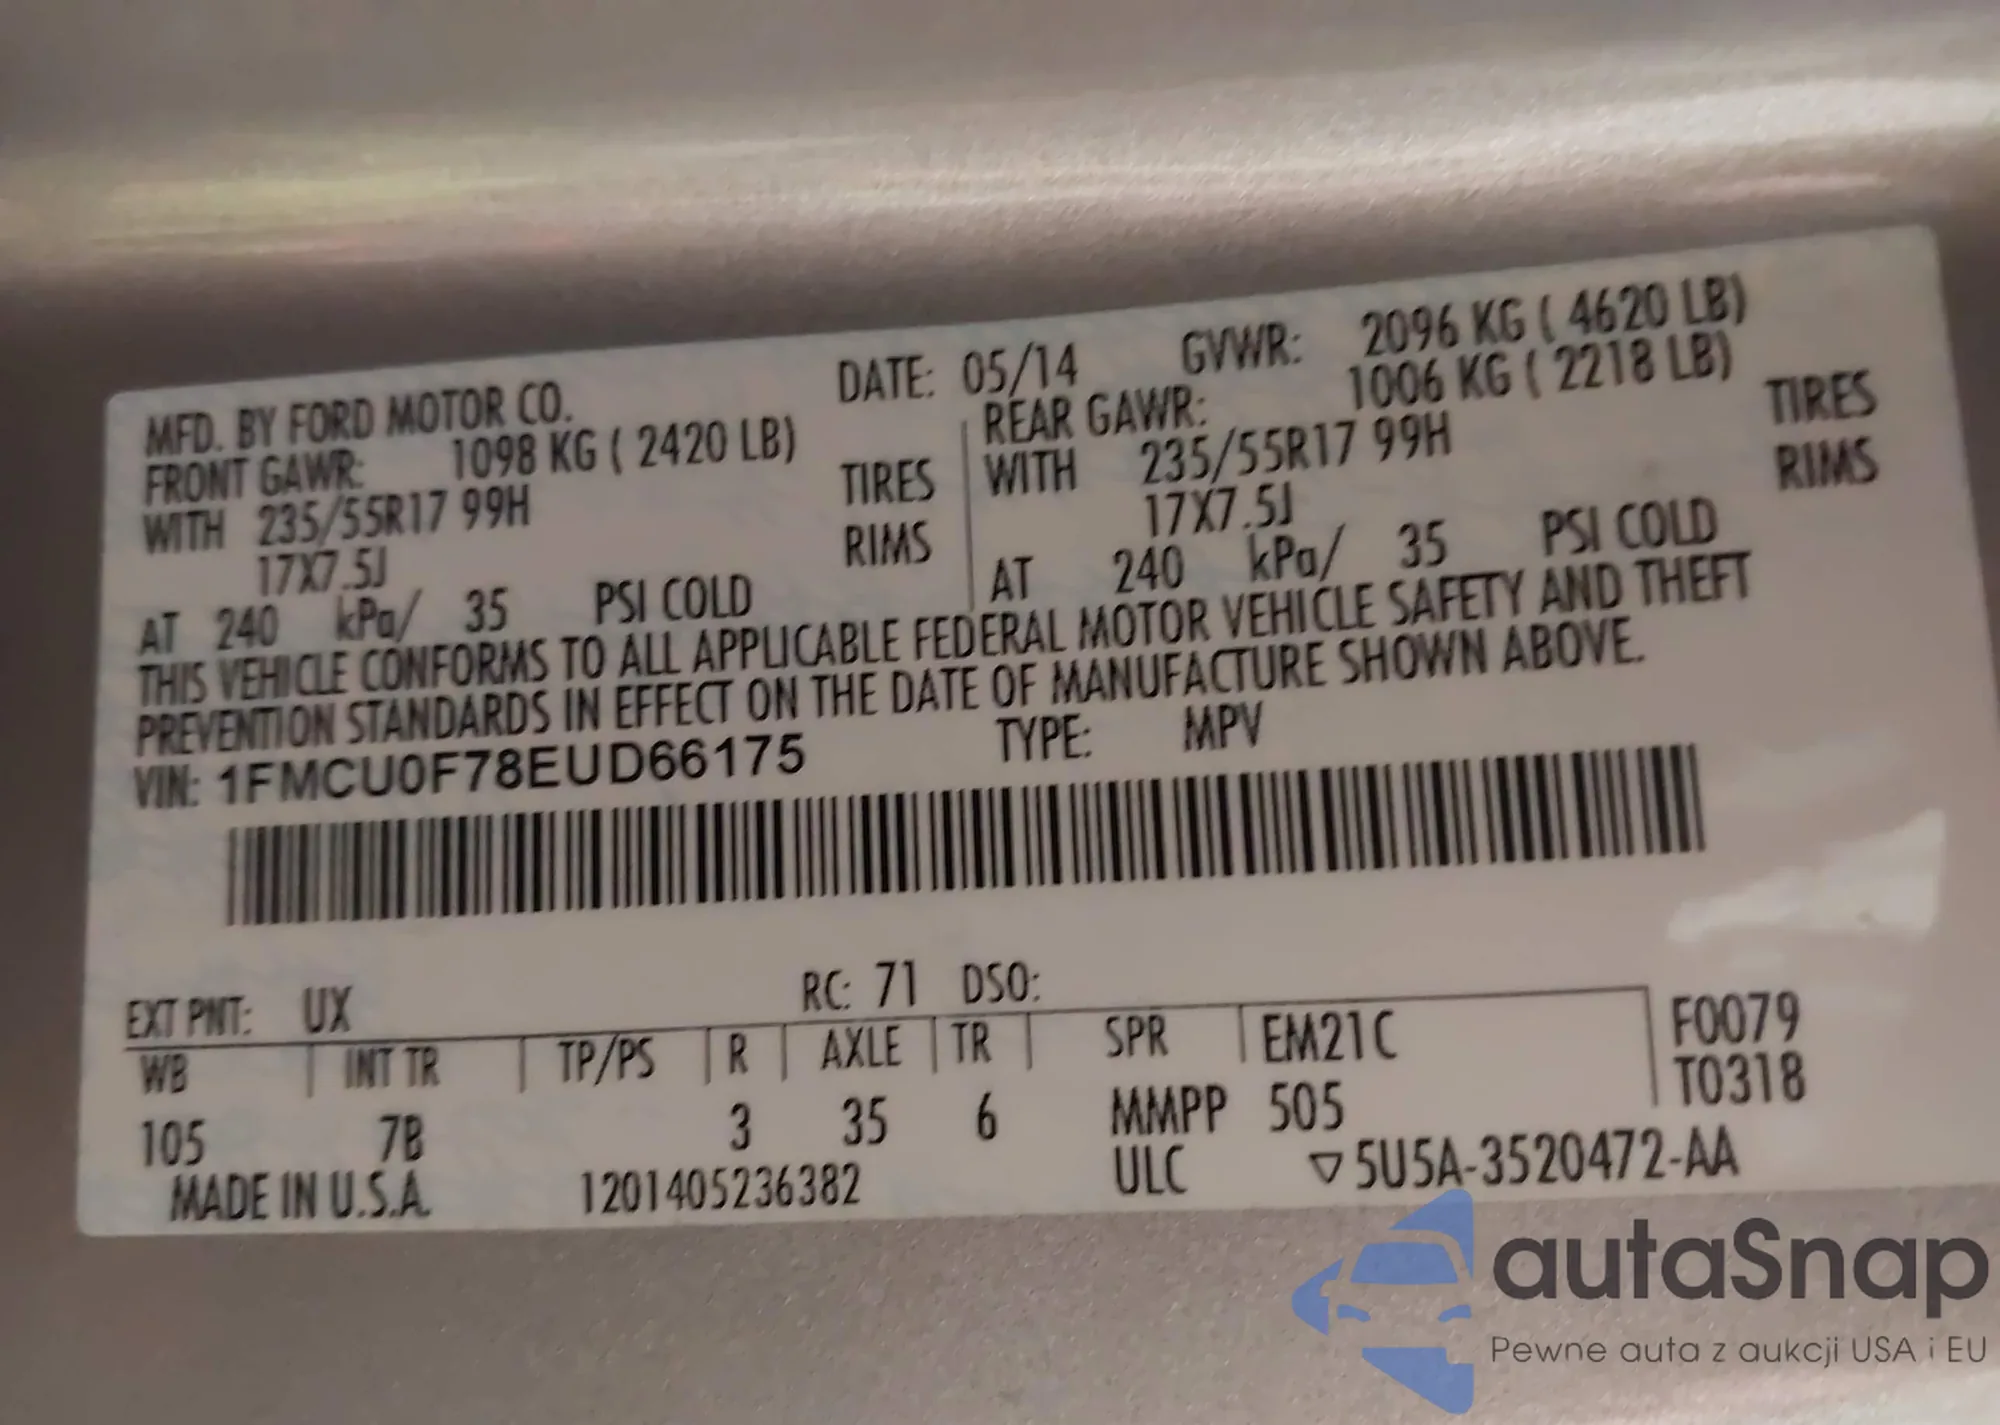 MFD. BY FORD MOTOR CO. DATE: 05/14 GVWR: 2096 KG ( 4620 LB)
FRONT GAWR: 1098 KG ( 2420 LB) REAR GAWR: 1006 KG ( 2218 LB)
WITH 235/55R17 99H TIRES WITH 235/55R17 99H TIRES
17X7.5J RIMS 17X7.5J RIMS
AT 240 kPa/ 35 PSI COLD AT 240 kPa/ 35 PSI COLD
THIS VEHICLE CONFORMS TO ALL APPLICABLE FEDERAL MOTOR VEHICLE SAFETY AND THEFT
PREVENTION STANDARDS IN EFFECT ON THE DATE OF MANUFACTURE SHOWN ABOVE.
VIN: 1FMCU0F78EUD66175 TYPE: MPV
EXT PNT: UX RC: 71 DSO:
WB INT TR TP/PS R AXLE TR SPR EM21C F0079
105 7B 3 35 6 MMPP 505 T0318
MADE IN U.S.A. 1201405236382 ULC ▽5U5A-3520472-AA
autaSnap
Pewne auta z aukcji USA i EU